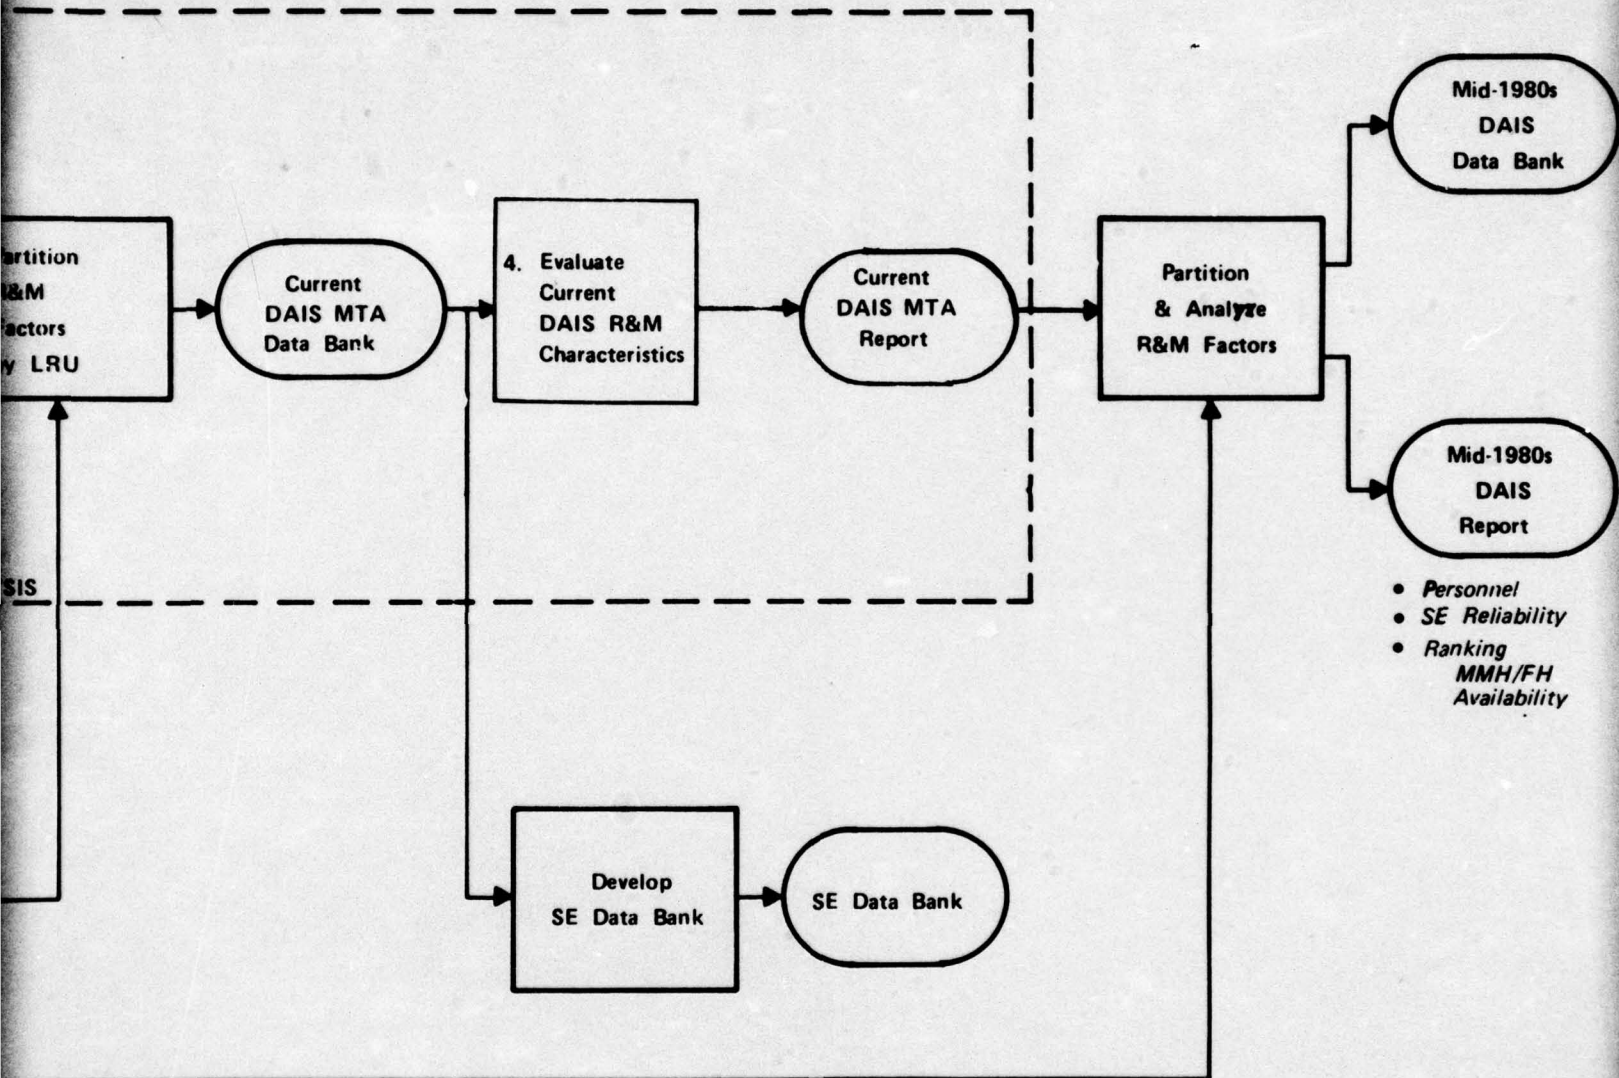 Mid-1980s
DAIS
Data Bank
artition
&M
actors
y LRU
Current
DAIS MTA
Data Bank
4. Evaluate
Current
DAIS R&M
Characteristics
Current
DAIS MTA
Report
Partition
& Analyze
R&M Factors
Mid-1980s
DAIS
Report
• Personnel
• SE Reliability
• Ranking
MMH/FH
Availability
SIS
Develop
SE Data Bank
SE Data Bank